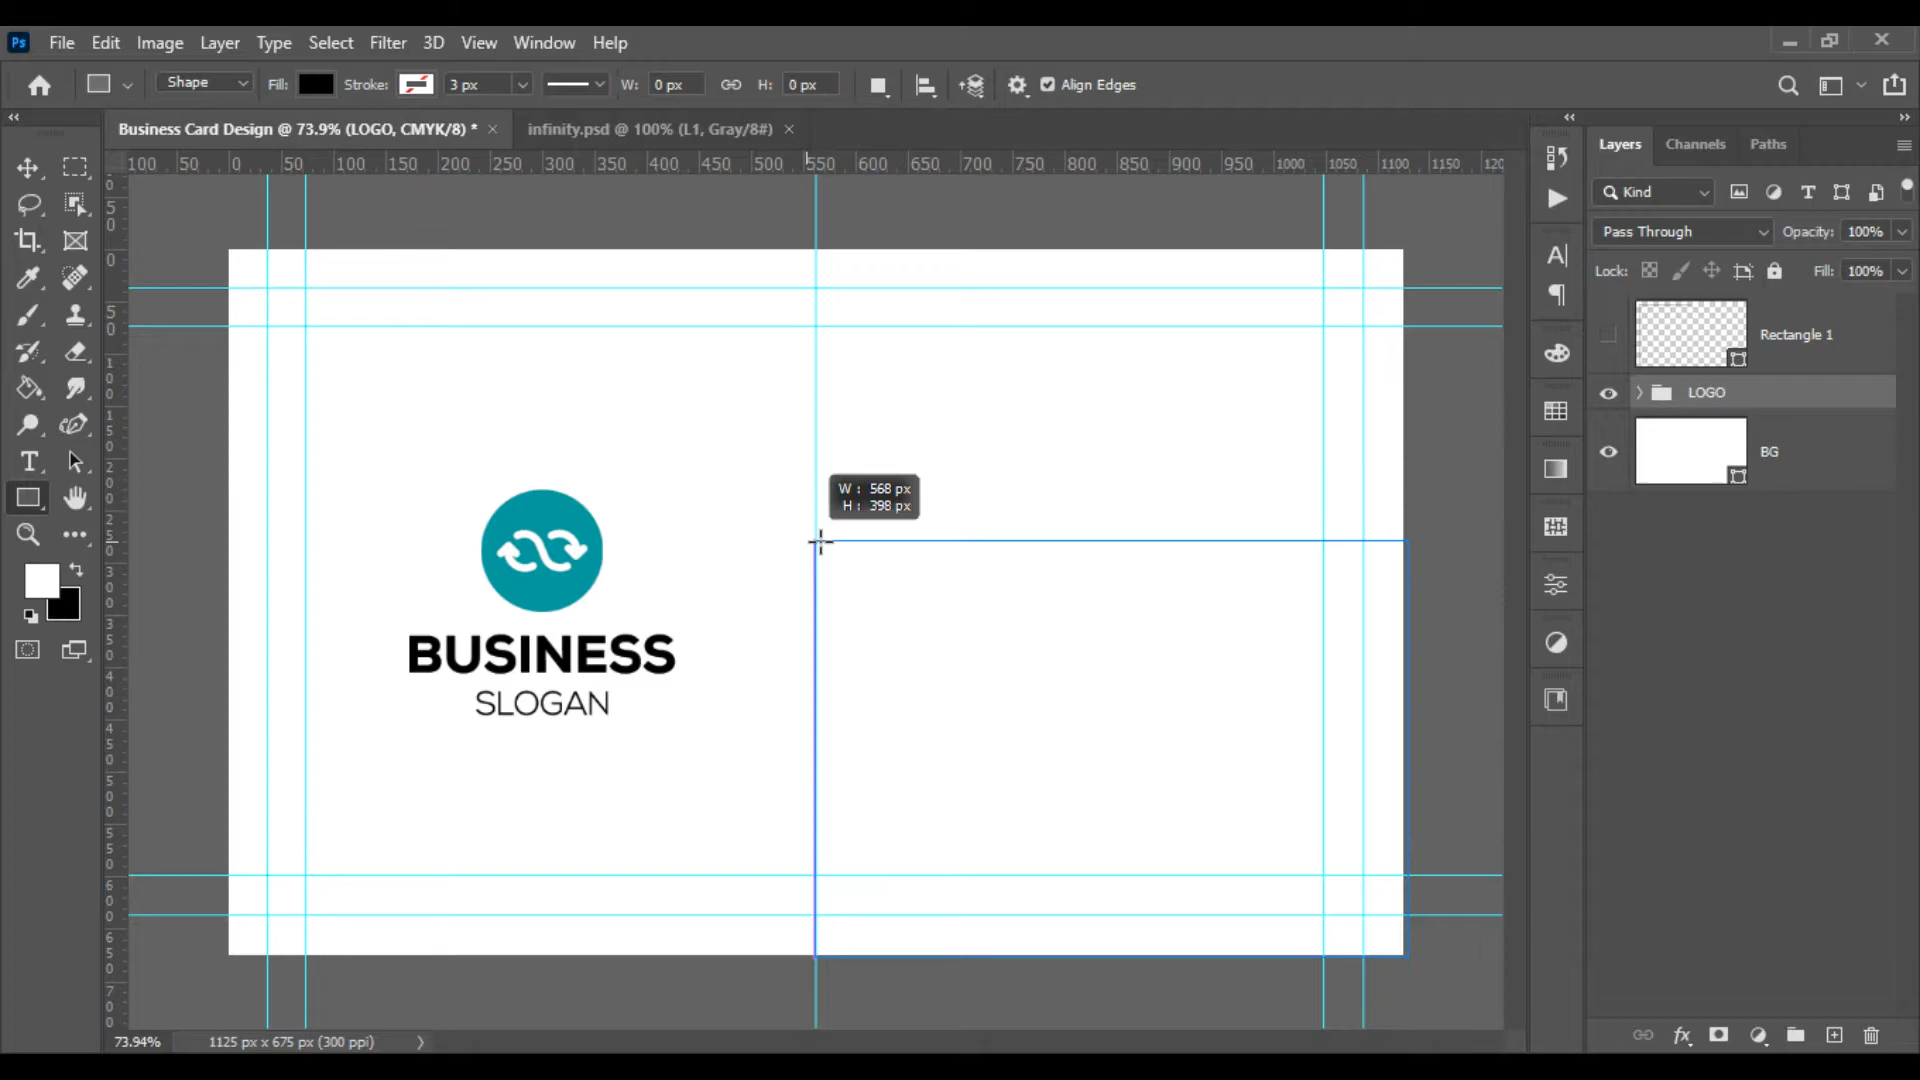 Ps File Edit Image Layer Type Select Filter 3D View Window Help
Shape Fill: Stroke: 3 px W: 0 px H: 0 px Align Edges
Business Card Design @ 73.9% (LOGO, CMYK/8) * × infinity.psd @ 100% (L1, Gray/8#) ×
100 50 0 50 100 150 200 250 300 350 400 450 500 550 600 650 700 750 800 850 900 950 1000 1050 1100 1150 120
Layers Channels Paths
Kind
Pass Through Opacity: 100%
Lock: Fill: 100%
Rectangle 1
LOGO
BG
W : 568 px
H : 398 px
BUSINESS
SLOGAN
73.94% 1125 px x 675 px (300 ppi)